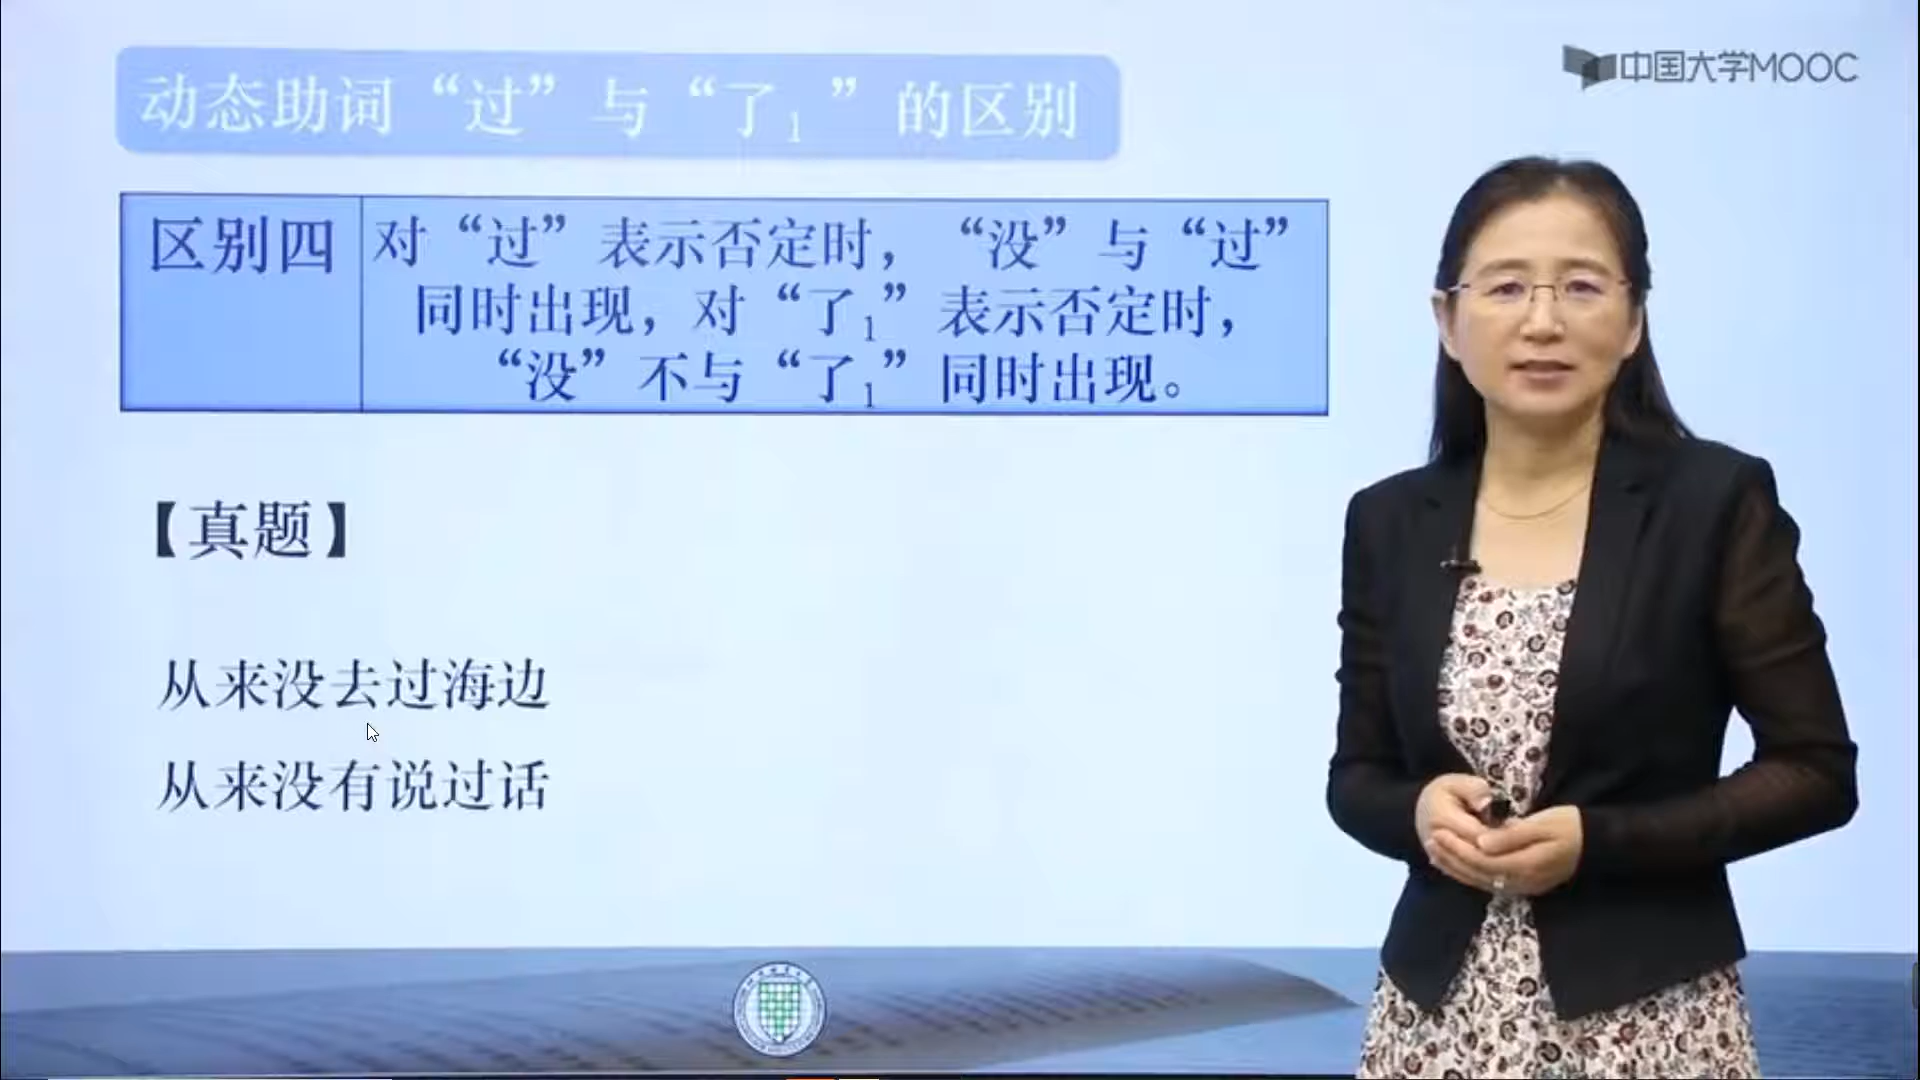 中国大学MOOC
动态助词“过”与“了1”的区别
区别四
对“过”表示否定时，“没”与“过”
同时出现，对“了1”表示否定时，
“没”不与“了1”同时出现。
【真题】
从来没去过海边
从来没有说过话